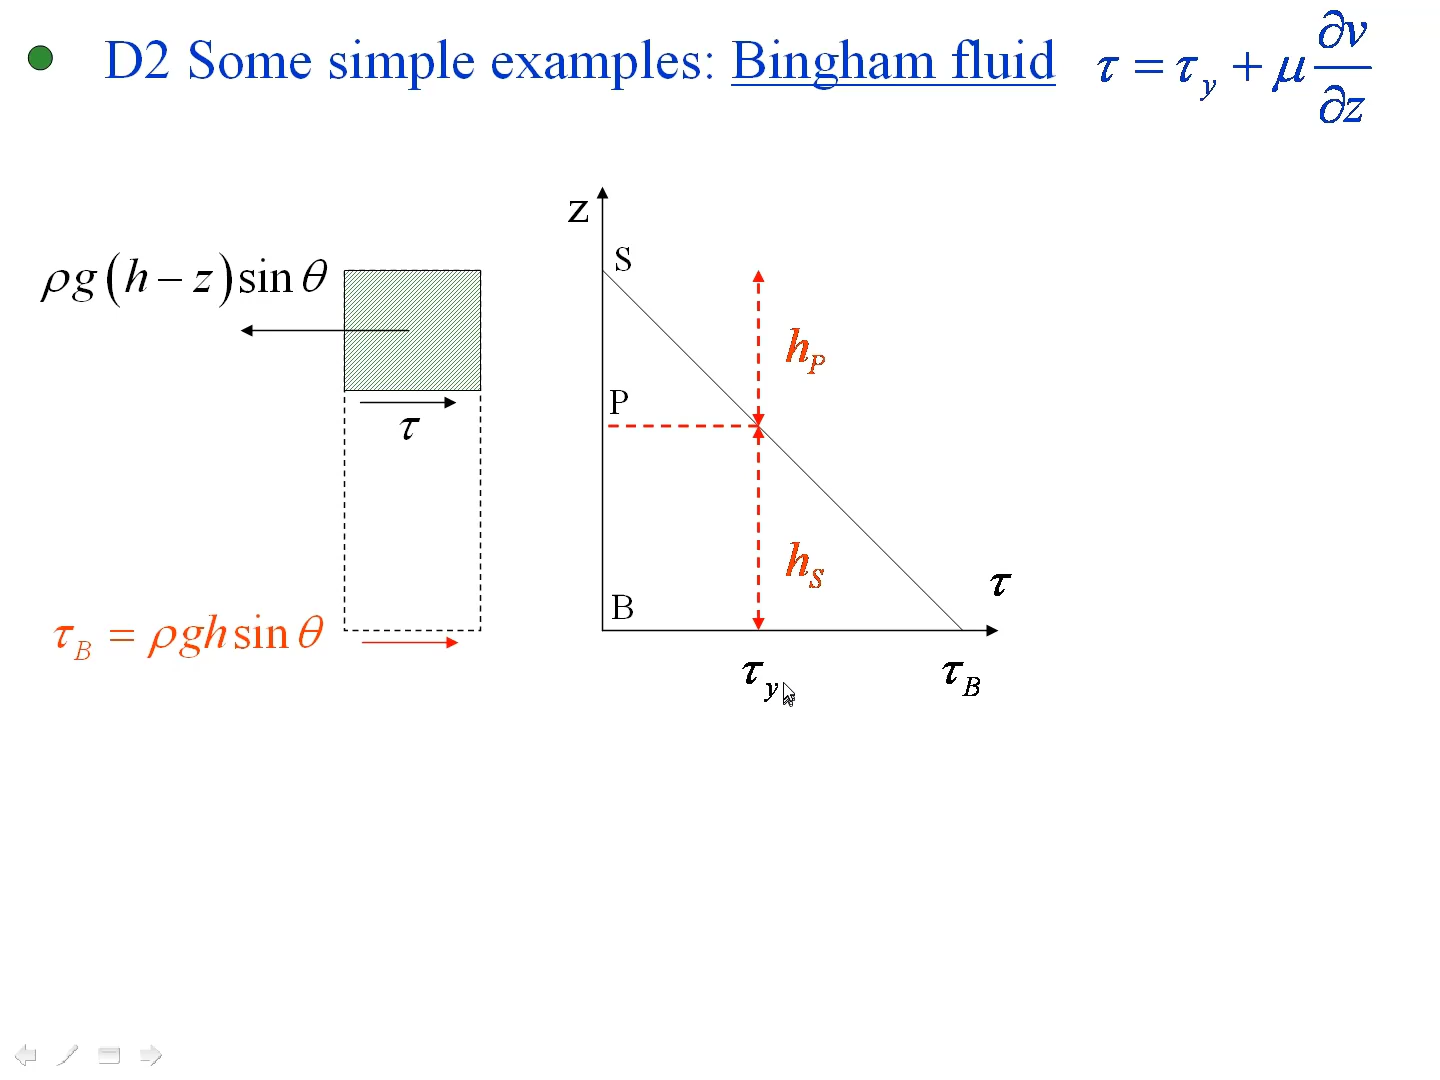 D2 Some simple examples: Bingham fluid τ = τ_y + μ ∂v/∂z
z
S
ρg(h − z)sin θ
h_P
P
τ
h_S
τ
B
τ_B = ρgh sin θ
τ_y
τ_B